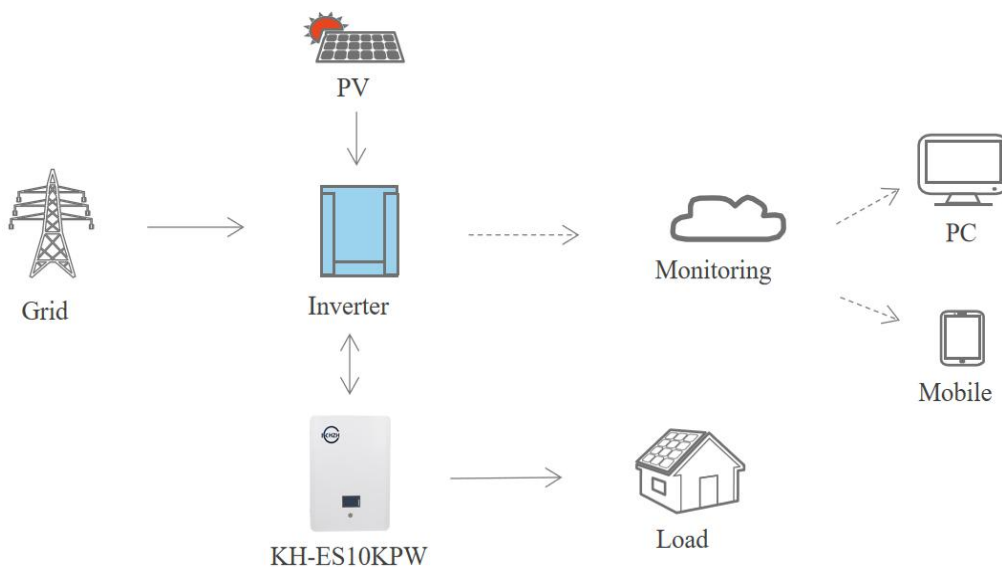 PV
Grid
Inverter
Monitoring
PC
Mobile
KH-ES10KPW
Load